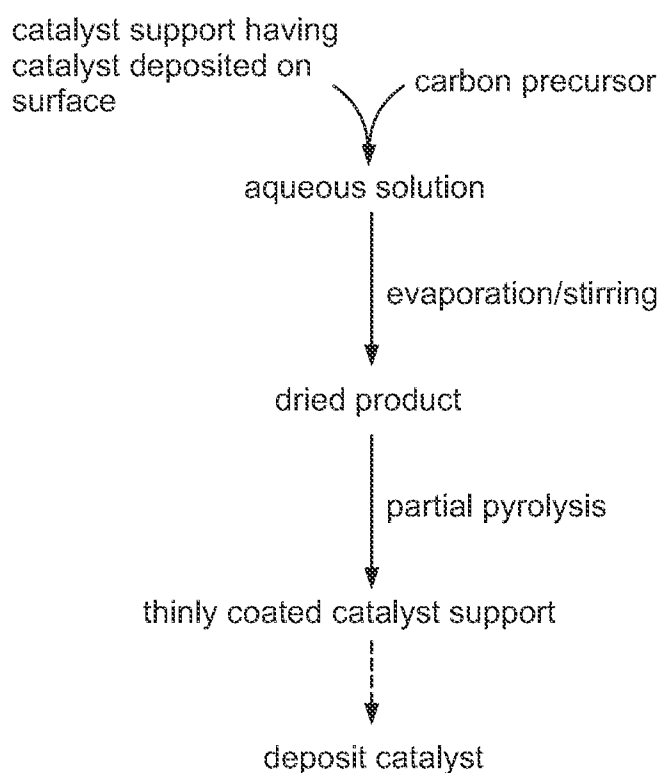 catalyst support having
catalyst deposited on
surface
carbon precursor
aqueous solution
evaporation/stirring
dried product
partial pyrolysis
thinly coated catalyst support
deposit catalyst